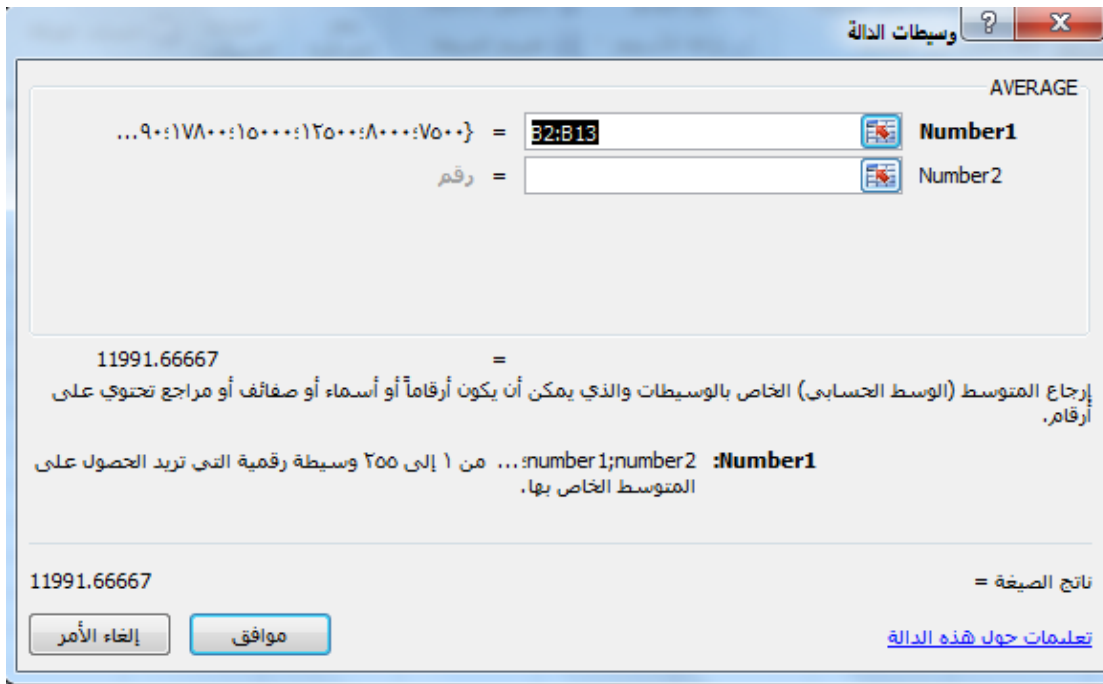 وسيطات الدالة
AVERAGE
Number1 B2:B13 = {٧٥٠٠؛٨٠٠٠؛١٢٥٠٠؛١٥٠٠٠؛١٧٨٠٠؛٩٠...
Number2 = رقم
= 11991.66667
إرجاع المتوسط (الوسط الحسابي) الخاص بالوسيطات والذي يمكن أن يكون أرقاماً أو أسماء أو صفائف أو مراجع تحتوي على
أرقام.
Number1: number1;number2؛... من ١ إلى ٢٥٥ وسيطة رقمية التي تريد الحصول على
المتوسط الخاص بها.
ناتج الصيغة = 11991.66667
تعليمات حول هذه الدالة
موافق
إلغاء الأمر